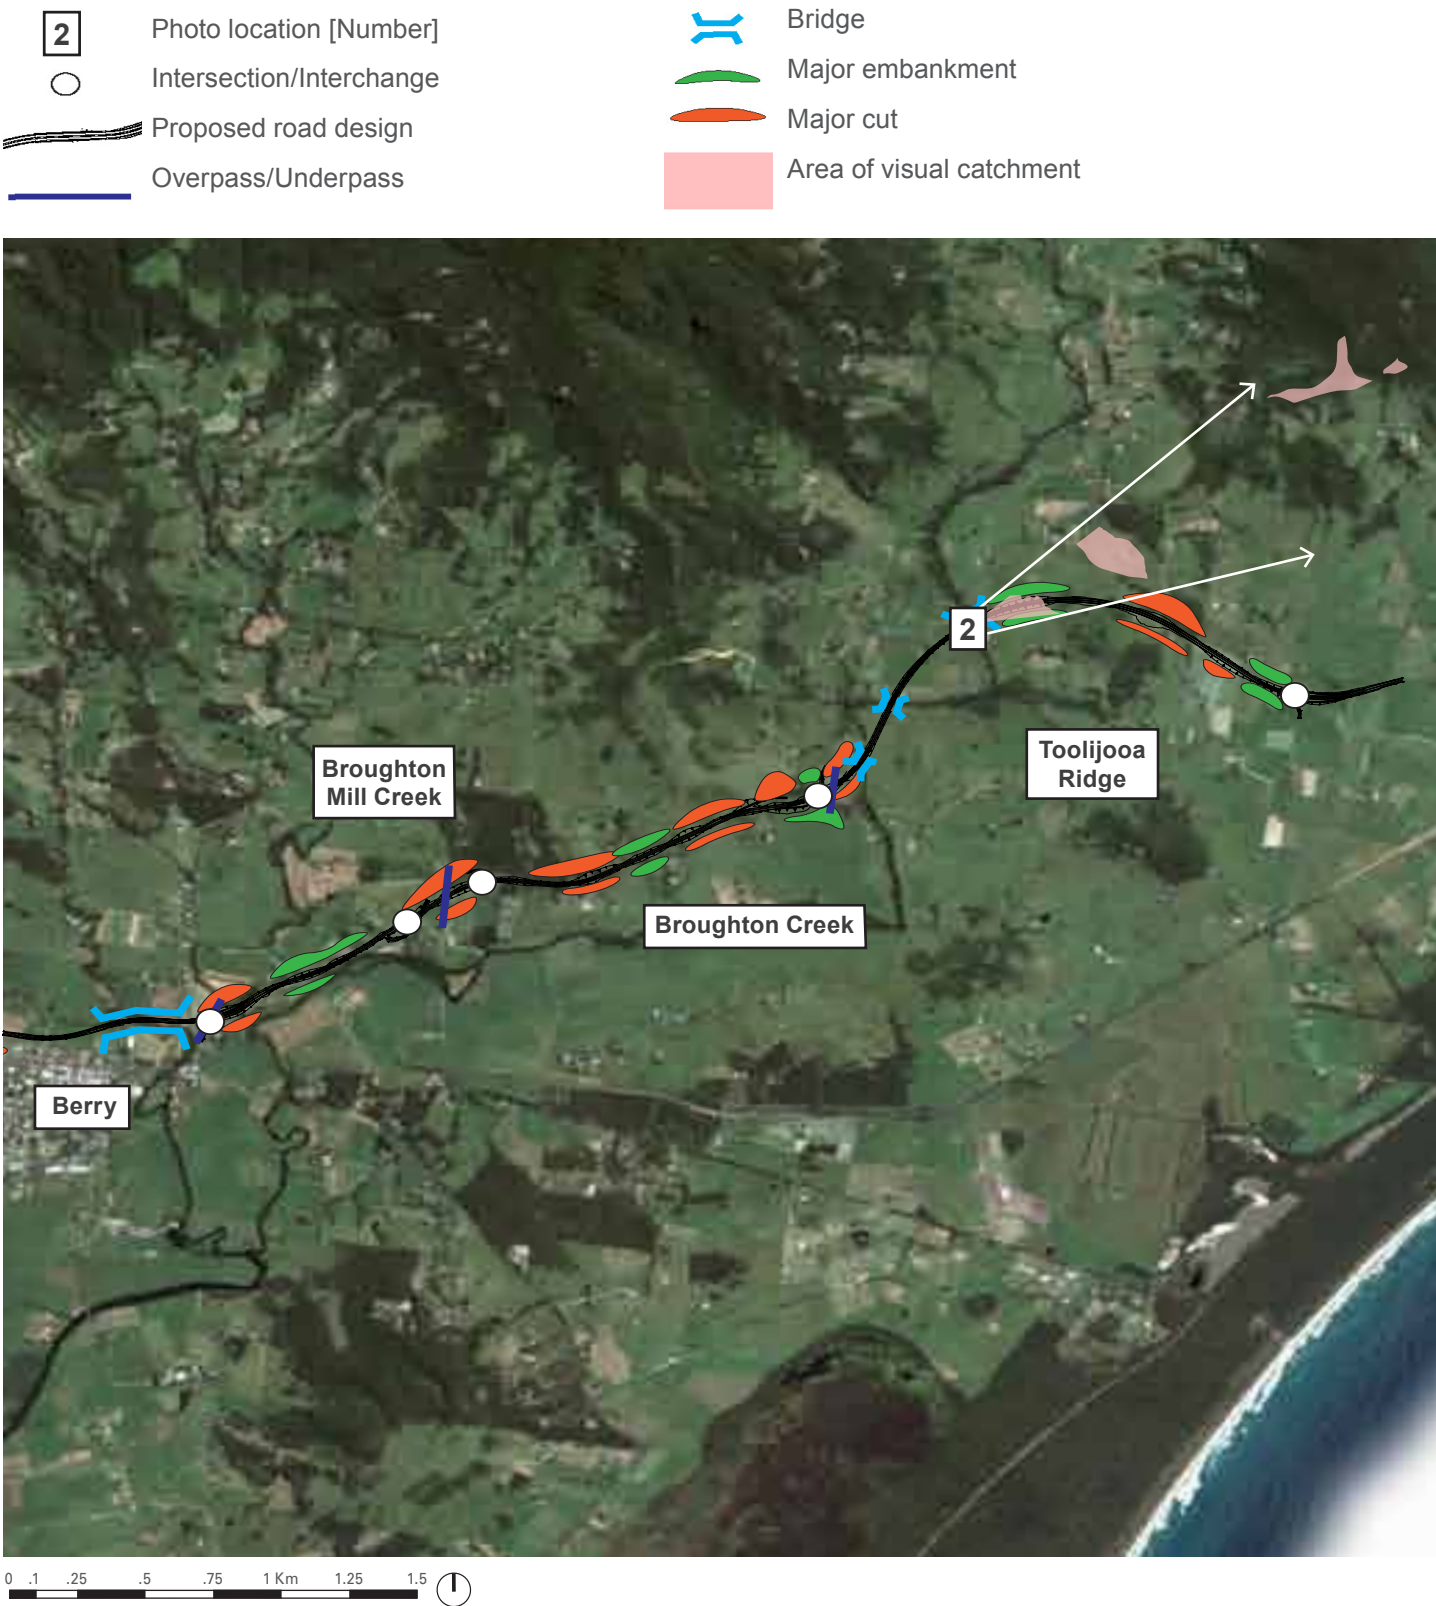 2
Photo location [Number]
Intersection/Interchange
Proposed road design
Overpass/Underpass
Bridge
Major embankment
Major cut
Area of visual catchment
2
Toolijooa
Ridge
Broughton
Mill Creek
Broughton Creek
Berry
0 .1 .25 .5 .75 1 Km 1.25 1.5